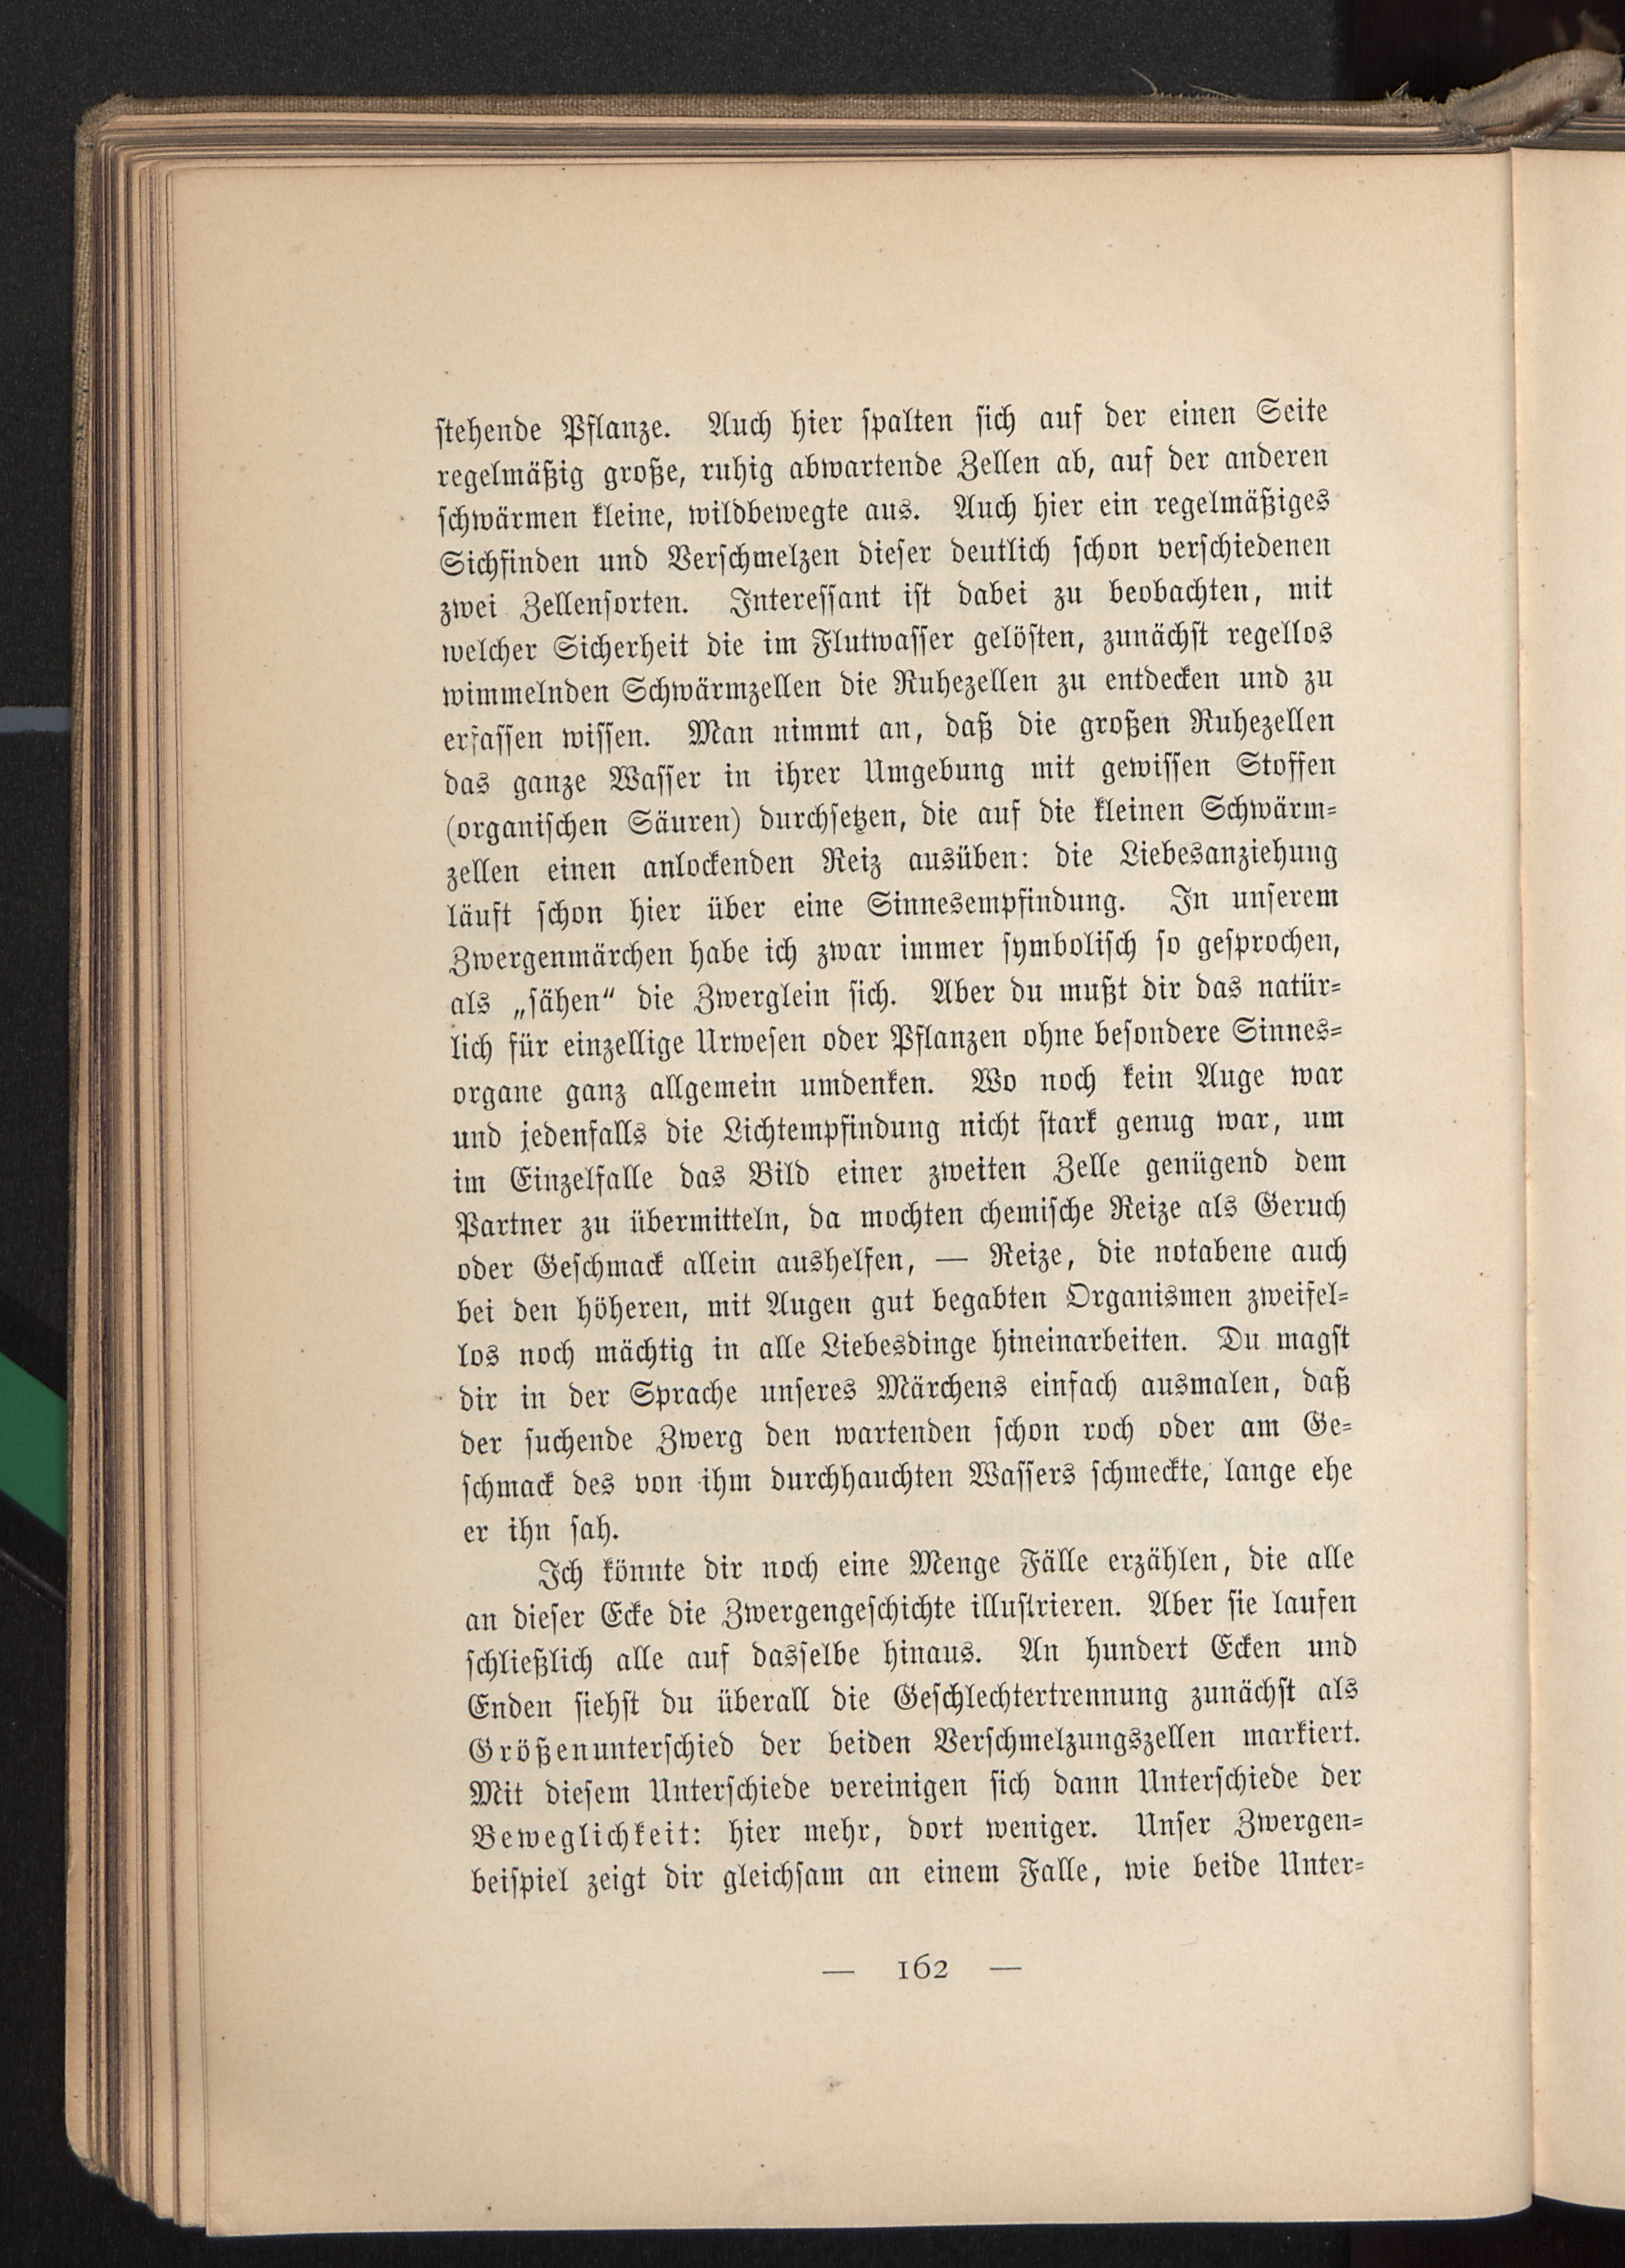 stehende Pflanze. Auch hier spalten sich auf der einen Seite
regelmäßig große, ruhig abwartende Zellen ab, auf der anderen
schwärmen kleine, wildbewegte aus. Auch hier ein regelmäßiges
Sichfinden und Verschmelzen dieser deutlich schon verschiedenen
zwei Zellensorten. Interessant ist dabei zu beobachten, mit
welcher Sicherheit die im Flutwasser gelösten, zunächst regellos
wimmelnden Schwärmzellen die Ruhezellen zu entdecken und zu
erfassen wissen. Man nimmt an, daß die großen Ruhezellen
das ganze Wasser in ihrer Umgebung mit gewissen Stoffen
(organischen Säuren) durchsetzen, die auf die kleinen Schwärm-
zellen einen anlockenden Reiz ausüben: die Liebesanziehung
läuft schon hier über eine Sinnesempfindung. In unserem
Zwergenmärchen habe ich zwar immer symbolisch so gesprochen,
als „sähen“ die Zwerglein sich. Aber du mußt dir das natür-
lich für einzellige Urwesen oder Pflanzen ohne besondere Sinnes-
organe ganz allgemein umdenken. Wo noch kein Auge war
und jedenfalls die Lichtempfindung nicht stark genug war, um
im Einzelfalle das Bild einer zweiten Zelle genügend dem
Partner zu übermitteln, da mochten chemische Reize als Geruch
oder Geschmack allein aushelfen, — Reize, die notabene auch
bei den höheren, mit Augen gut begabten Organismen zweifel-
los noch mächtig in alle Liebesdinge hineinarbeiten. Du magst
dir in der Sprache unseres Märchens einfach ausmalen, daß
der suchende Zwerg den wartenden schon roch oder am Ge-
schmack des von ihm durchhauchten Wassers schmeckte, lange ehe
er ihn sah.
Ich könnte dir noch eine Menge Fälle erzählen, die alle
an dieser Ecke die Zwergengeschichte illustrieren. Aber sie laufen
schließlich alle auf dasselbe hinaus. An hundert Ecken und
Enden siehst du überall die Geschlechtertrennung zunächst als
Größenunterschied der beiden Verschmelzungszellen markiert.
Mit diesem Unterschiede vereinigen sich dann Unterschiede der
Beweglichkeit: hier mehr, dort weniger. Unser Zwergen-
beispiel zeigt dir gleichsam an einem Falle, wie beide Unter-
— 162 —